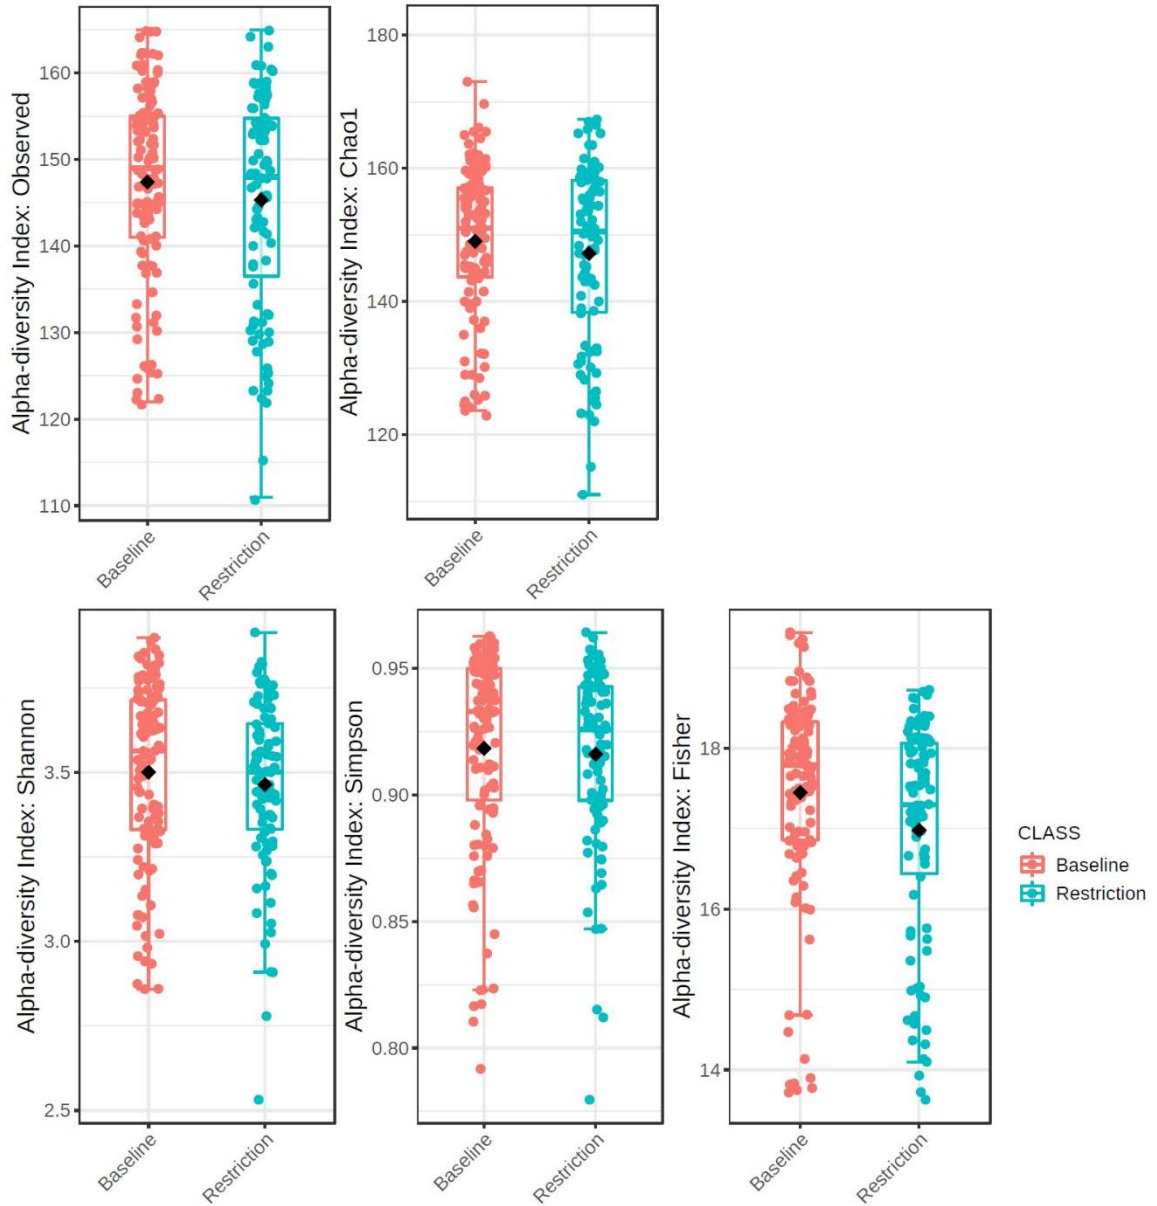 Alpha-diversity Index: Observed
160
150
140
130
120
110
Baseline
Restriction
Alpha-diversity Index: Chao1
180
160
140
120
Baseline
Restriction
Alpha-diversity Index: Shannon
3.5
3.0
2.5
Baseline
Restriction
Alpha-diversity Index: Simpson
0.95
0.90
0.85
0.80
Baseline
Restriction
Alpha-diversity Index: Fisher
18
16
14
Baseline
Restriction
CLASS
Baseline
Restriction